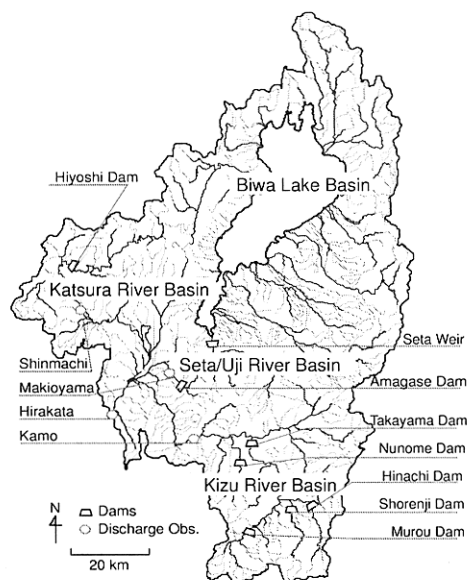 Hiyoshi Dam
Biwa Lake Basin
Katsura River Basin
Seta Weir
Shinmachi
Seta/Uji River Basin
Makioyama
Amagase Dam
Hirakata
Takayama Dam
Kamo
Nunome Dam
Hinachi Dam
Kizu River Basin
Shorenji Dam
N
Dams
Discharge Obs.
Murou Dam
20 km